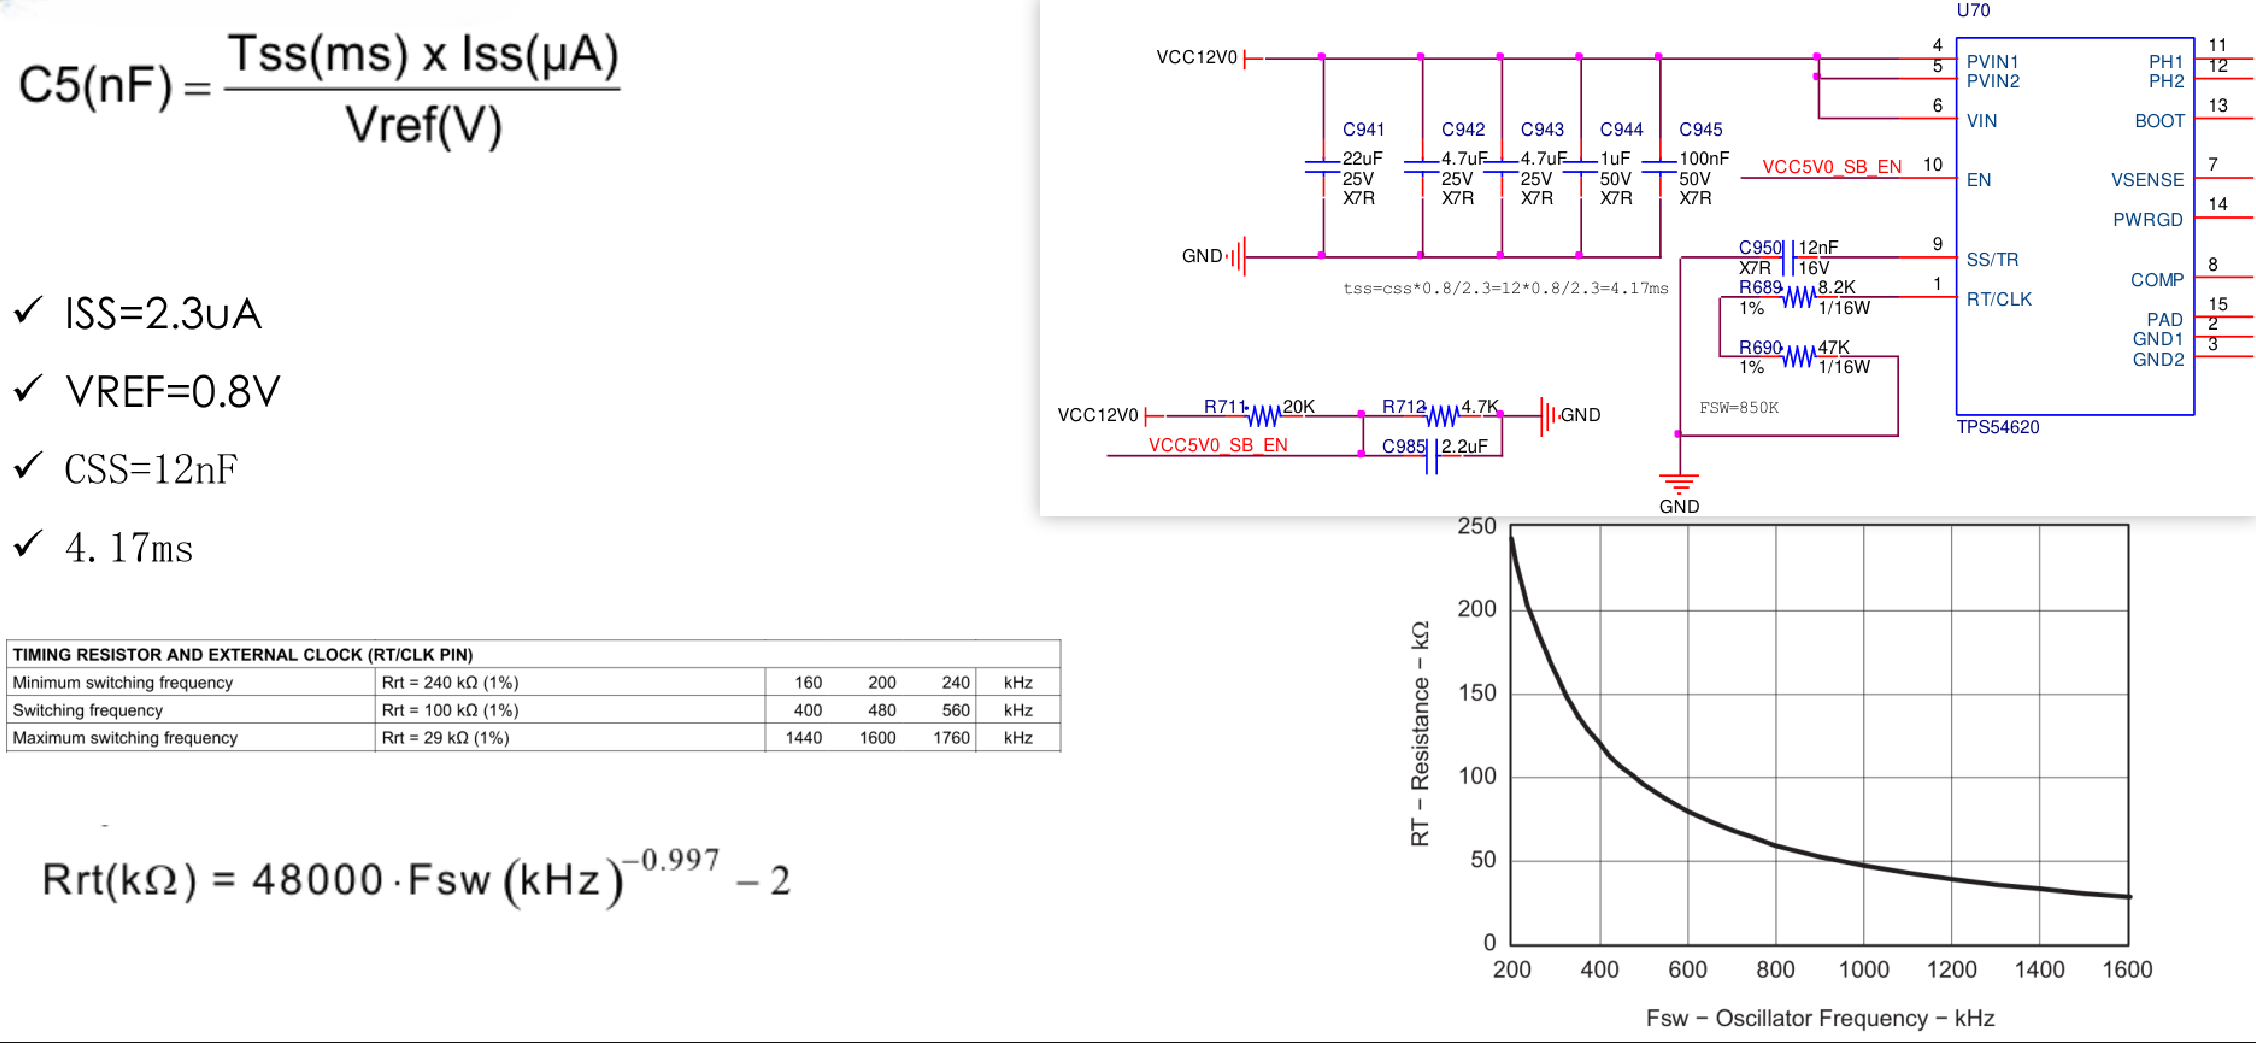 C5(nF) = Tss(ms) x Iss(µA) / Vref(V)
✓ ISS=2.3uA
✓ VREF=0.8V
✓ CSS=12nF
✓ 4.17ms
TIMING RESISTOR AND EXTERNAL CLOCK (RT/CLK PIN)
Minimum switching frequency Rrt = 240 kΩ (1%) 160 200 240 kHz
Switching frequency Rrt = 100 kΩ (1%) 400 480 560 kHz
Maximum switching frequency Rrt = 29 kΩ (1%) 1440 1600 1760 kHz
Rrt(kΩ) = 48000 · Fsw (kHz)^−0.997 − 2
U70
VCC12V0
4 PVIN1
5 PVIN2
6 VIN
10 EN
9 SS/TR
1 RT/CLK
PH1 11
PH2 12
BOOT 13
VSENSE 7
PWRGD 14
COMP 8
PAD 15
GND1 2
GND2 3
TPS54620
C941
22uF
25V
X7R
C942
4.7uF
25V
X7R
C943
4.7uF
25V
X7R
C944
1uF
50V
X7R
C945
100nF
50V
X7R
VCC5V0_SB_EN
GND
tss=css*0.8/2.3=12*0.8/2.3=4.17ms
C950 12nF
X7R 16V
R689 8.2K
1% 1/16W
R690 47K
1% 1/16W
FSW=850K
VCC12V0
R711 20K
R712 4.7K
GND
VCC5V0_SB_EN
C985 2.2uF
GND
250
200
150
100
50
0
RT − Resistance − kΩ
200 400 600 800 1000 1200 1400 1600
Fsw − Oscillator Frequency − kHz